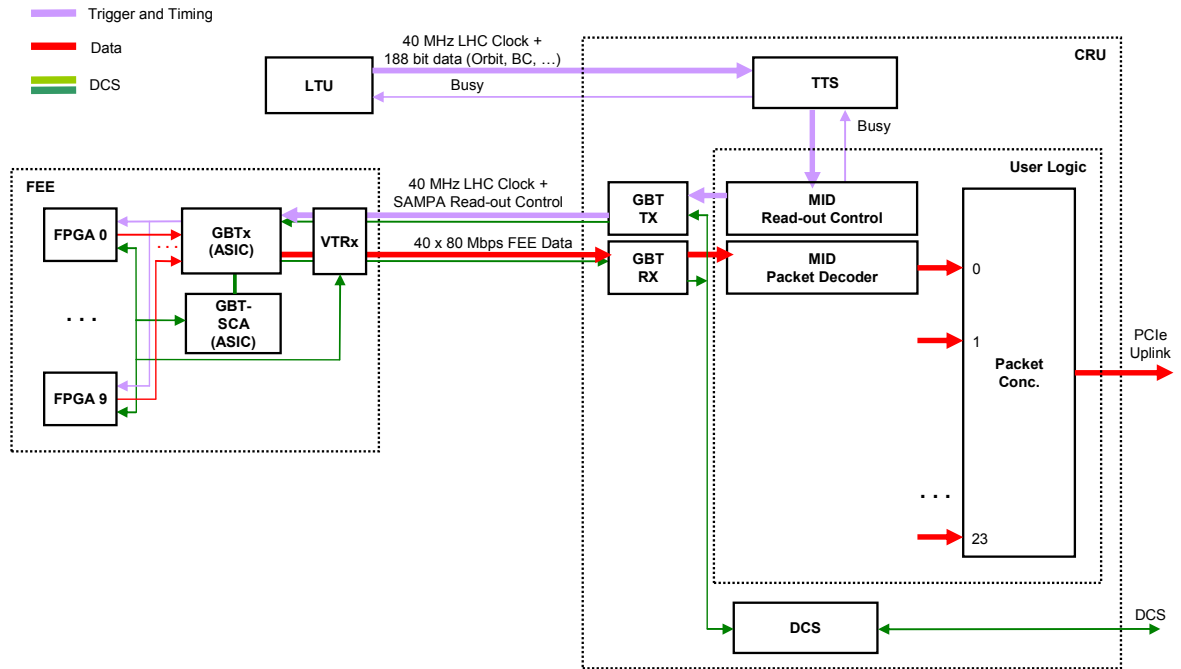 Trigger and Timing
Data
DCS
40 MHz LHC Clock +
188 bit data (Orbit, BC, …)
CRU
LTU
TTS
Busy
Busy
User Logic
FEE
40 MHz LHC Clock +
SAMPA Read-out Control
GBT
TX
MID
Read-out Control
FPGA 0
GBTx
(ASIC)
VTRx
40 x 80 Mbps FEE Data
GBT
RX
MID
Packet Decoder
0
. . .
GBT-
SCA
(ASIC)
. . .
1
PCIe
Uplink
Packet
Conc.
FPGA 9
. . .
23
DCS
DCS